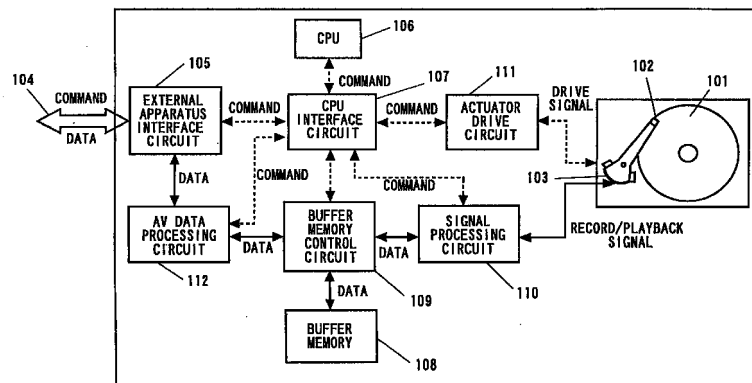 106
CPU
COMMAND
105
107
111
102
101
104
COMMAND
DATA
EXTERNAL
APPARATUS
INTERFACE
CIRCUIT
COMMAND
CPU
INTERFACE
CIRCUIT
COMMAND
ACTUATOR
DRIVE
CIRCUIT
DRIVE
SIGNAL
DATA
COMMAND
COMMAND
103
AV DATA
PROCESSING
CIRCUIT
DATA
BUFFER
MEMORY
CONTROL
CIRCUIT
DATA
SIGNAL
PROCESSING
CIRCUIT
RECORD/PLAYBACK
SIGNAL
112
109
110
DATA
BUFFER
MEMORY
108